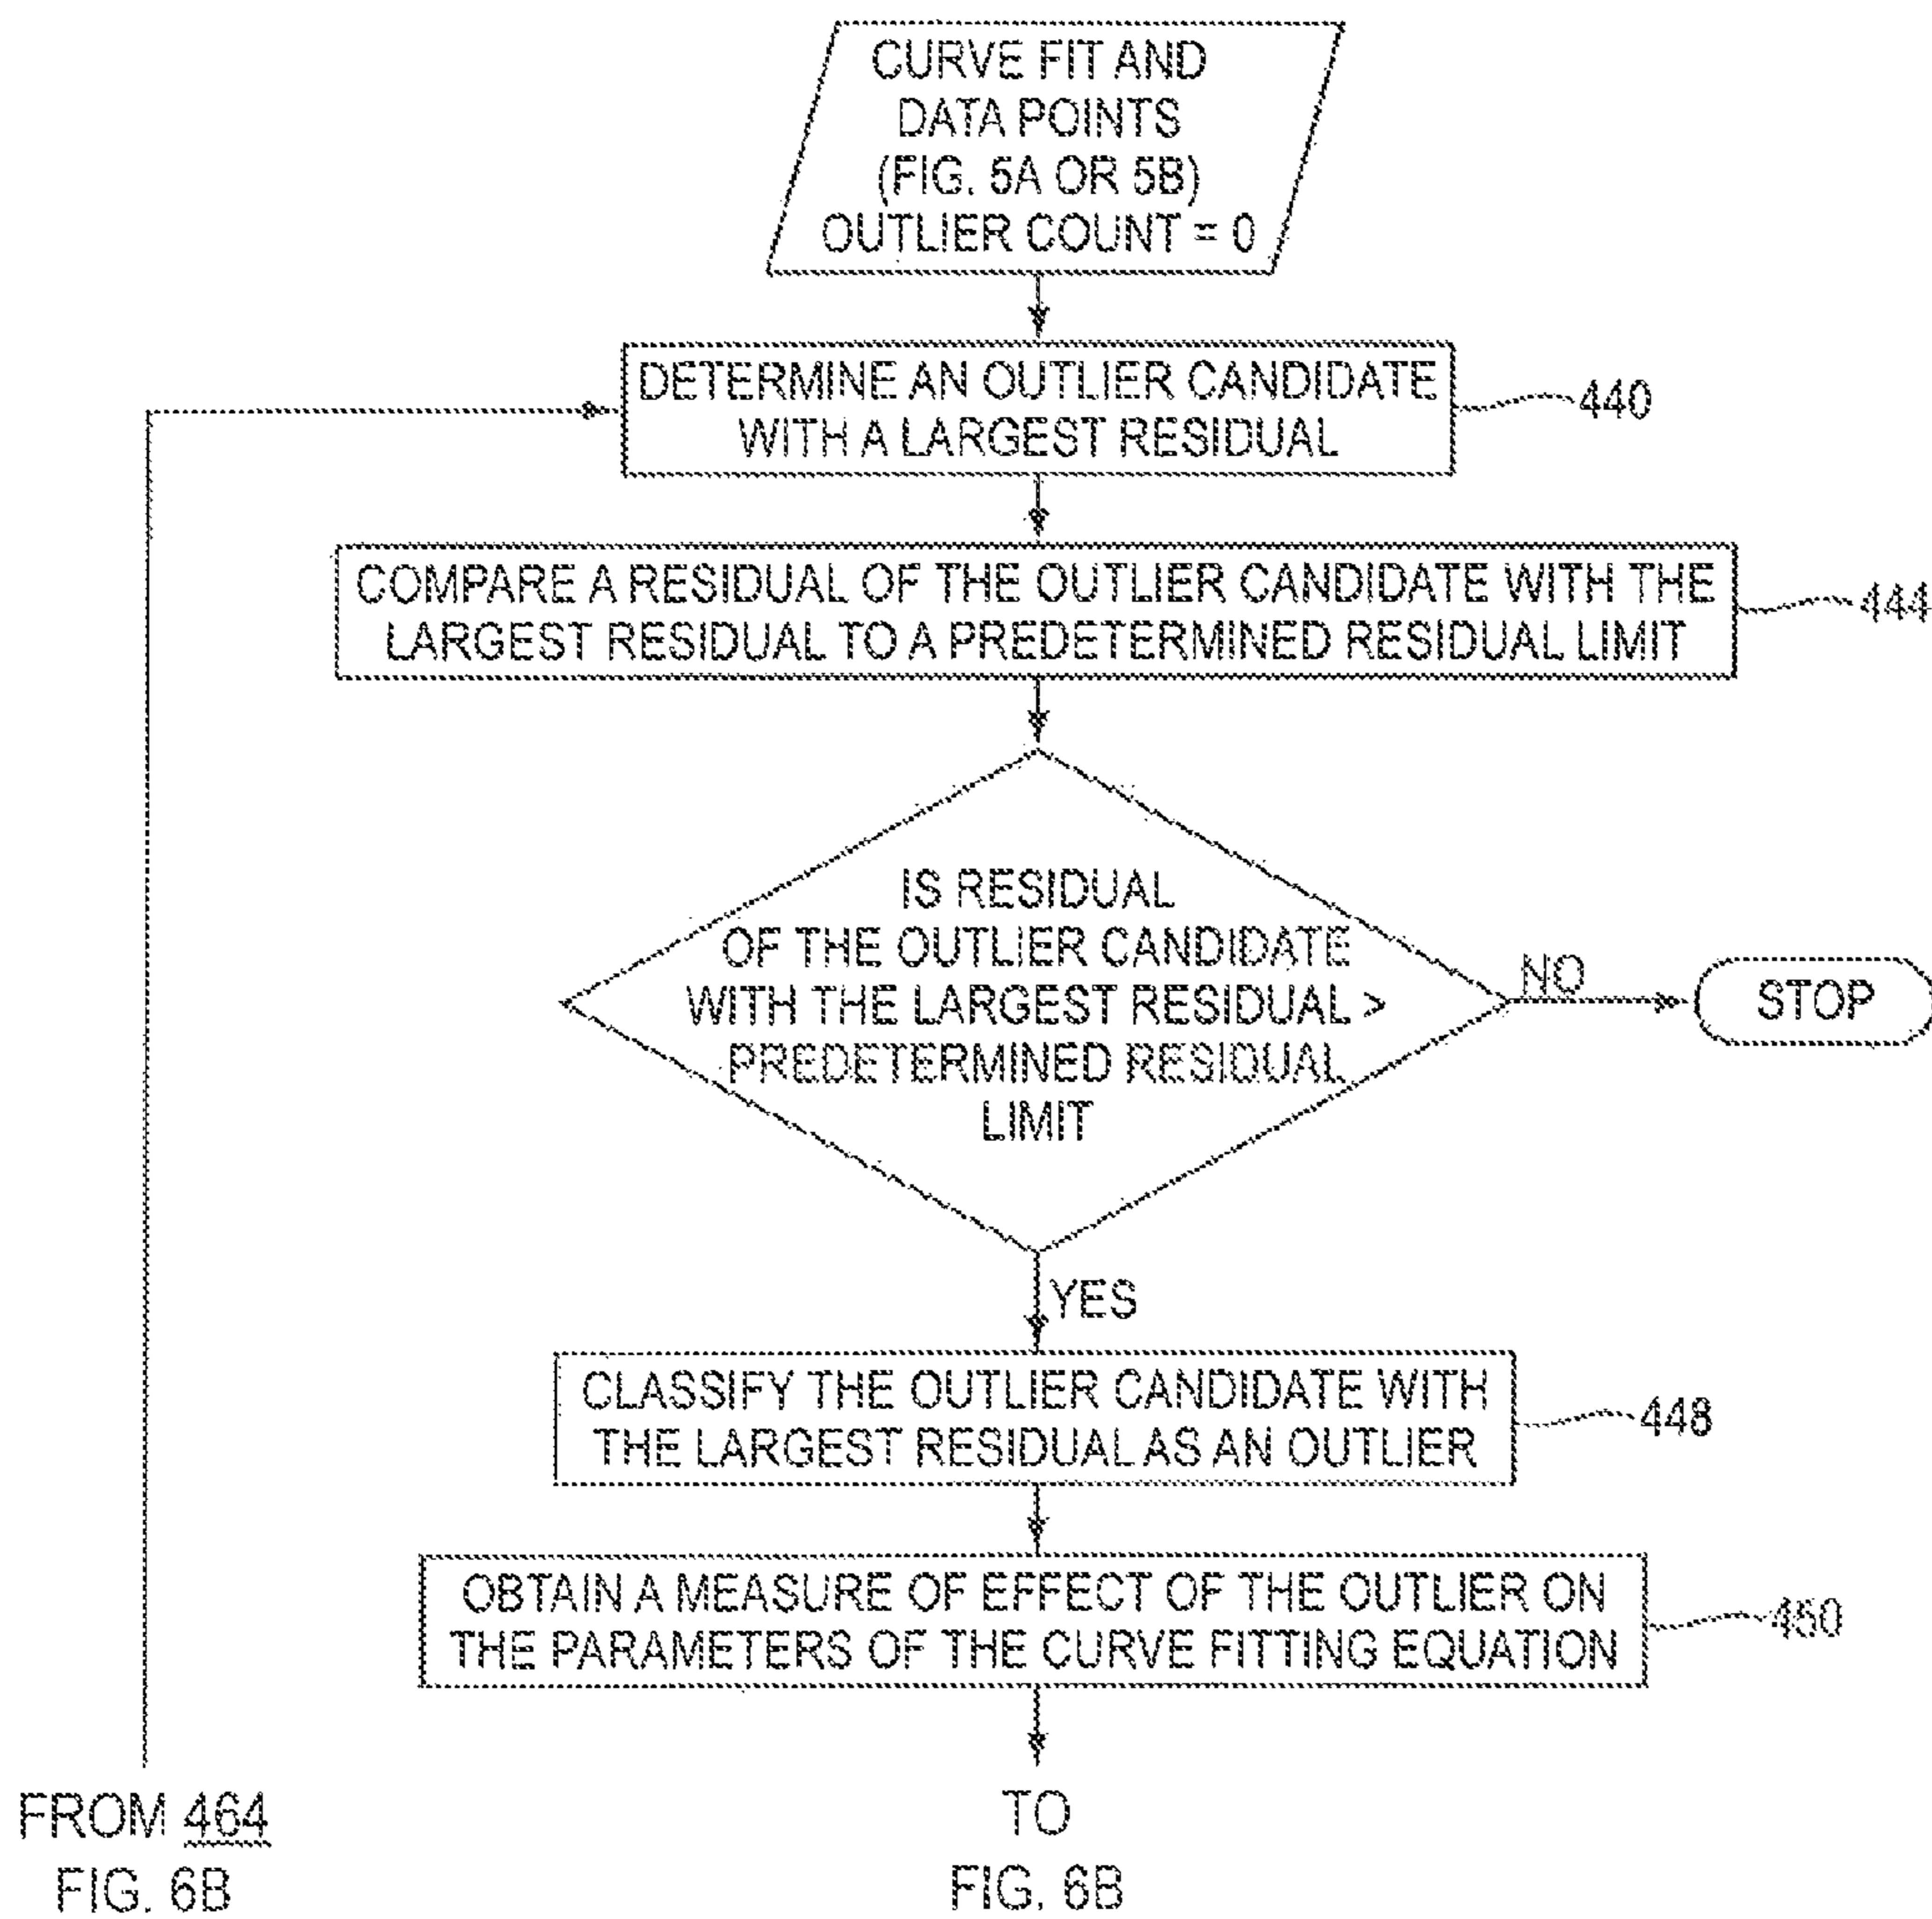 CURVE FIT AND
DATA POINTS
(FIG. 5A OR 5B)
OUTLIER COUNT = 0
DETERMINE AN OUTLIER CANDIDATE
WITH A LARGEST RESIDUAL
440
COMPARE A RESIDUAL OF THE OUTLIER CANDIDATE WITH THE
LARGEST RESIDUAL TO A PREDETERMINED RESIDUAL LIMIT
444
IS RESIDUAL
OF THE OUTLIER CANDIDATE
WITH THE LARGEST RESIDUAL >
PREDETERMINED RESIDUAL
LIMIT
NO
STOP
YES
CLASSIFY THE OUTLIER CANDIDATE WITH
THE LARGEST RESIDUAL AS AN OUTLIER
448
OBTAIN A MEASURE OF EFFECT OF THE OUTLIER ON
THE PARAMETERS OF THE CURVE FITTING EQUATION
450
FROM 464
FIG. 6B
TO
FIG. 6B